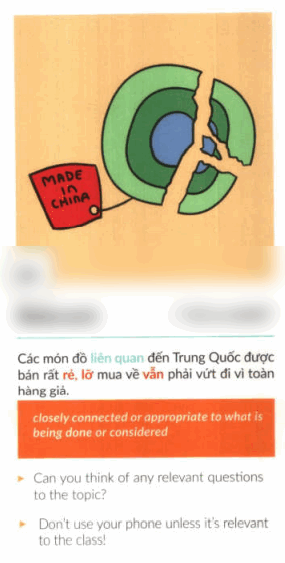 MADE
in
CHINA
Các món đồ liên quan đến Trung Quốc được
bán rất rẻ, lỡ mua về vẫn phải vứt đi vì toàn
hàng giả.
closely connected or appropriate to what is
being done or considered
Can you think of any relevant questions
to the topic?
Don't use your phone unless it's relevant
to the class!